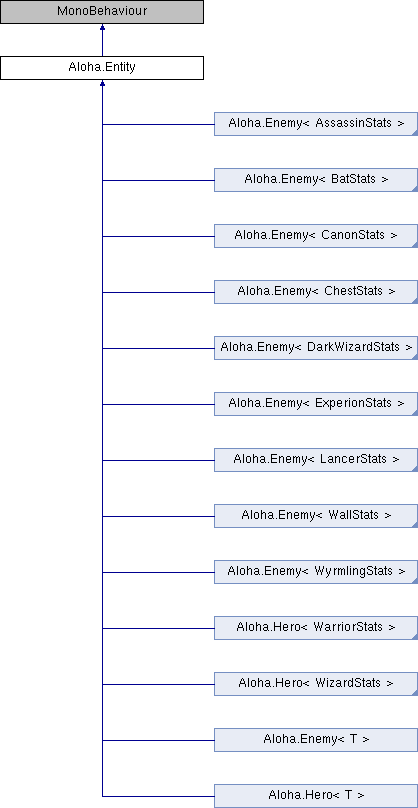 MonoBehaviour
Aloha.Entity
Aloha.Enemy< AssassinStats >
Aloha.Enemy< BatStats >
Aloha.Enemy< CanonStats >
Aloha.Enemy< ChestStats >
Aloha.Enemy< DarkWizardStats >
Aloha.Enemy< ExperionStats >
Aloha.Enemy< LancerStats >
Aloha.Enemy< WallStats >
Aloha.Enemy< WyrmlingStats >
Aloha.Hero< WarriorStats >
Aloha.Hero< WizardStats >
Aloha.Enemy< T >
Aloha.Hero< T >